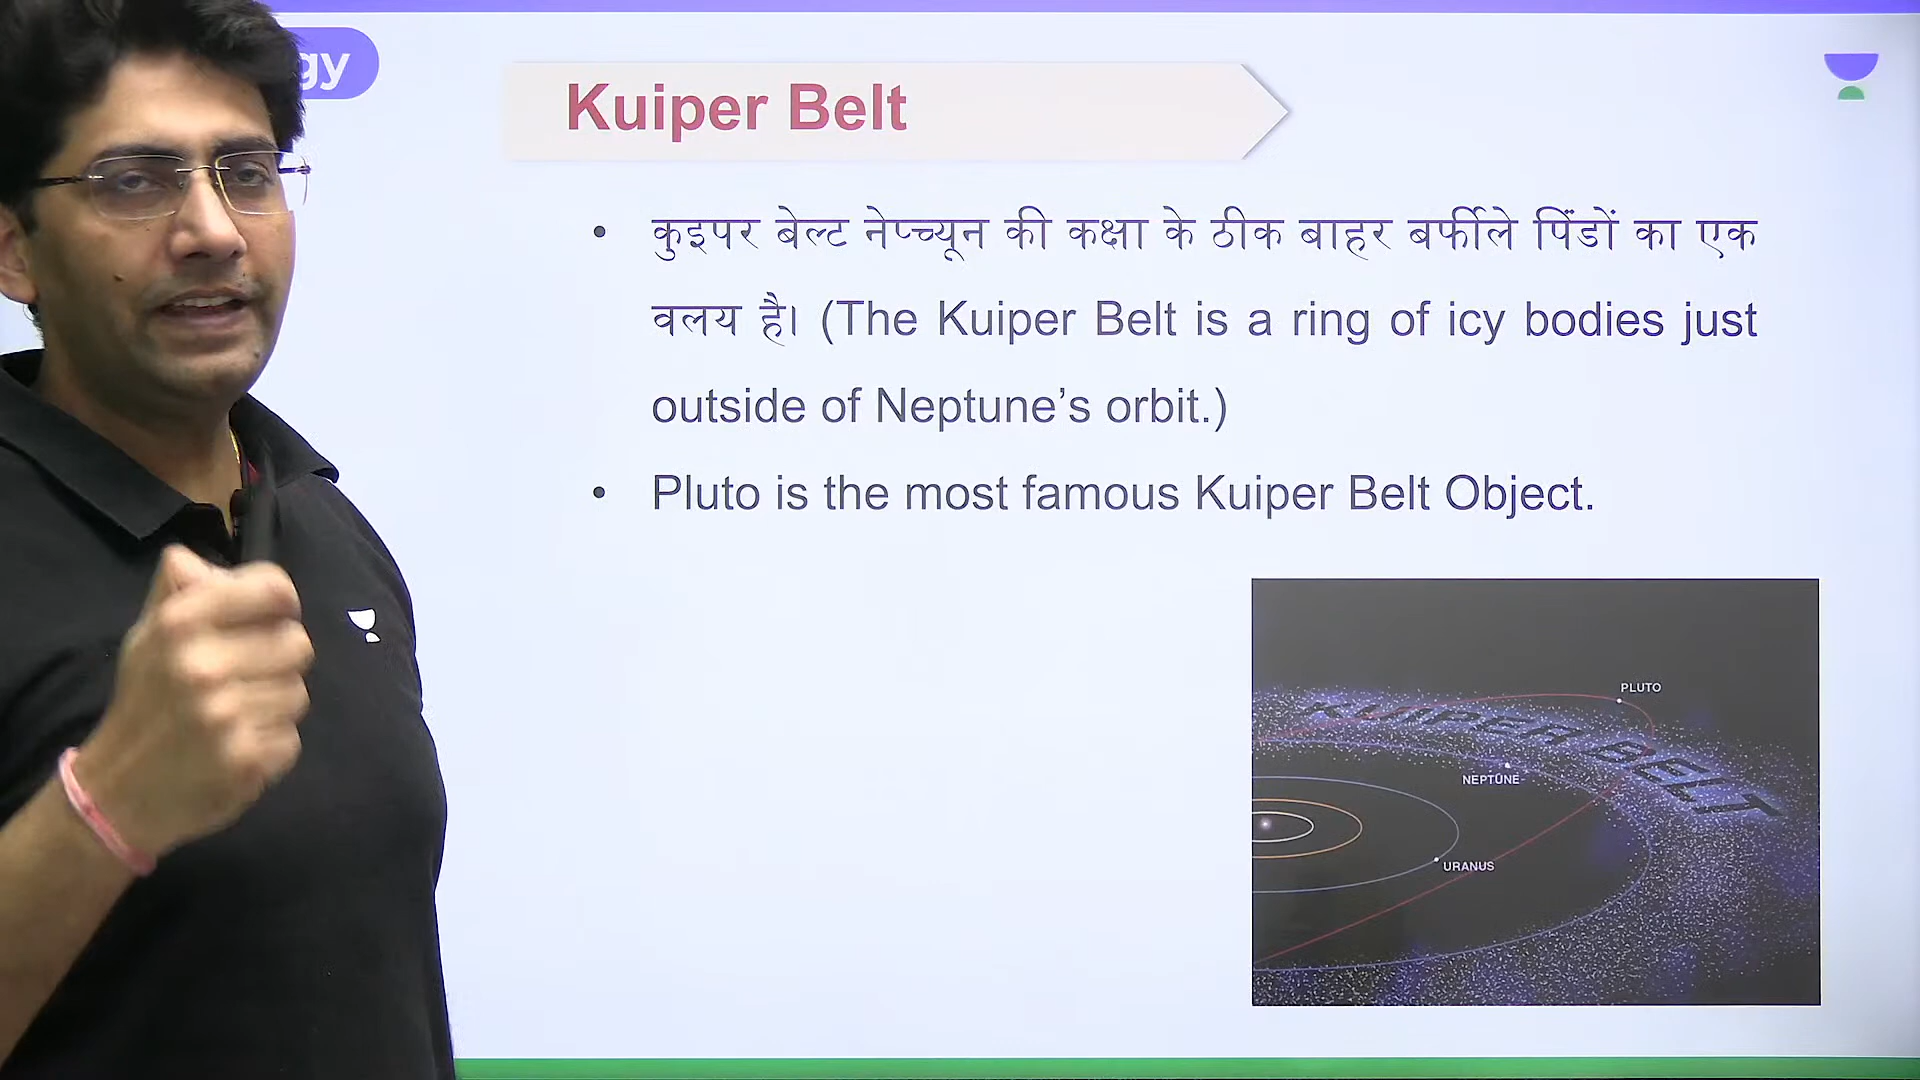 gy
Kuiper Belt
• कुइपर बेल्ट नेप्च्यून की कक्षा के ठीक बाहर बर्फीले पिंडों का एक
वलय है। (The Kuiper Belt is a ring of icy bodies just
outside of Neptune’s orbit.)
• Pluto is the most famous Kuiper Belt Object.
PLUTO
KUIPER BELT
NEPTUNE
URANUS